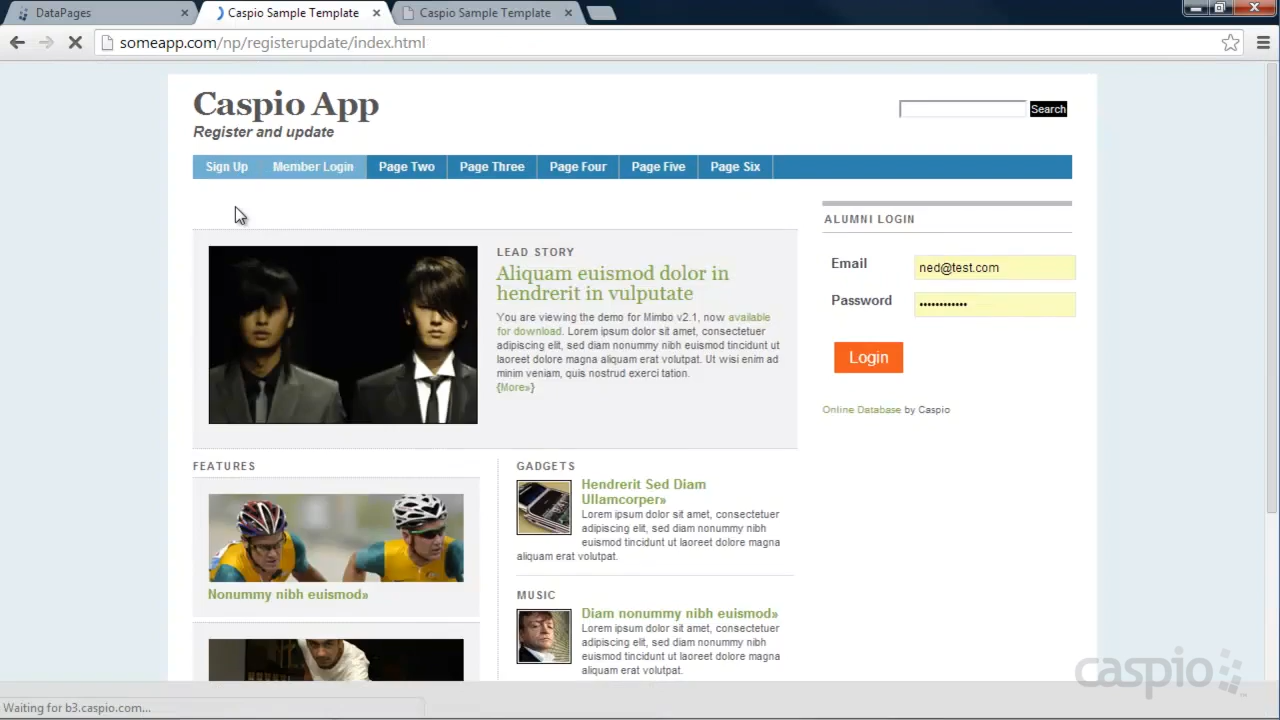 DataPages
Caspio Sample Template
Caspio Sample Template
someapp.com/np/registerupdate/index.html
Caspio App
Register and update
Search
Sign Up
Member Login
Page Two
Page Three
Page Four
Page Five
Page Six
LEAD STORY
Aliquam euismod dolor in
hendrerit in vulputate
You are viewing the demo for Mimbo v2.1, now available
for download. Lorem ipsum dolor sit amet, consectetuer
adipiscing elit, sed diam nonummy nibh euismod tincidunt ut
laoreet dolore magna aliquam erat volutpat. Ut wisi enim ad
minim veniam, quis nostrud exerci tation.
{More»}
ALUMNI LOGIN
Email
ned@test.com
Password
••••••••••••
Login
Online Database by Caspio
FEATURES
Nonummy nibh euismod»
GADGETS
Hendrerit Sed Diam
Ullamcorper»
Lorem ipsum dolor sit amet, consectetuer
adipiscing elit, sed diam nonummy nibh
euismod tincidunt ut laoreet dolore magna
aliquam erat volutpat.
MUSIC
Diam nonummy nibh euismod»
Lorem ipsum dolor sit amet, consectetuer
adipiscing elit, sed diam nonummy nibh
euismod tincidunt ut laoreet dolore magna
aliquam erat volutpat.
caspio
Waiting for b3.caspio.com...